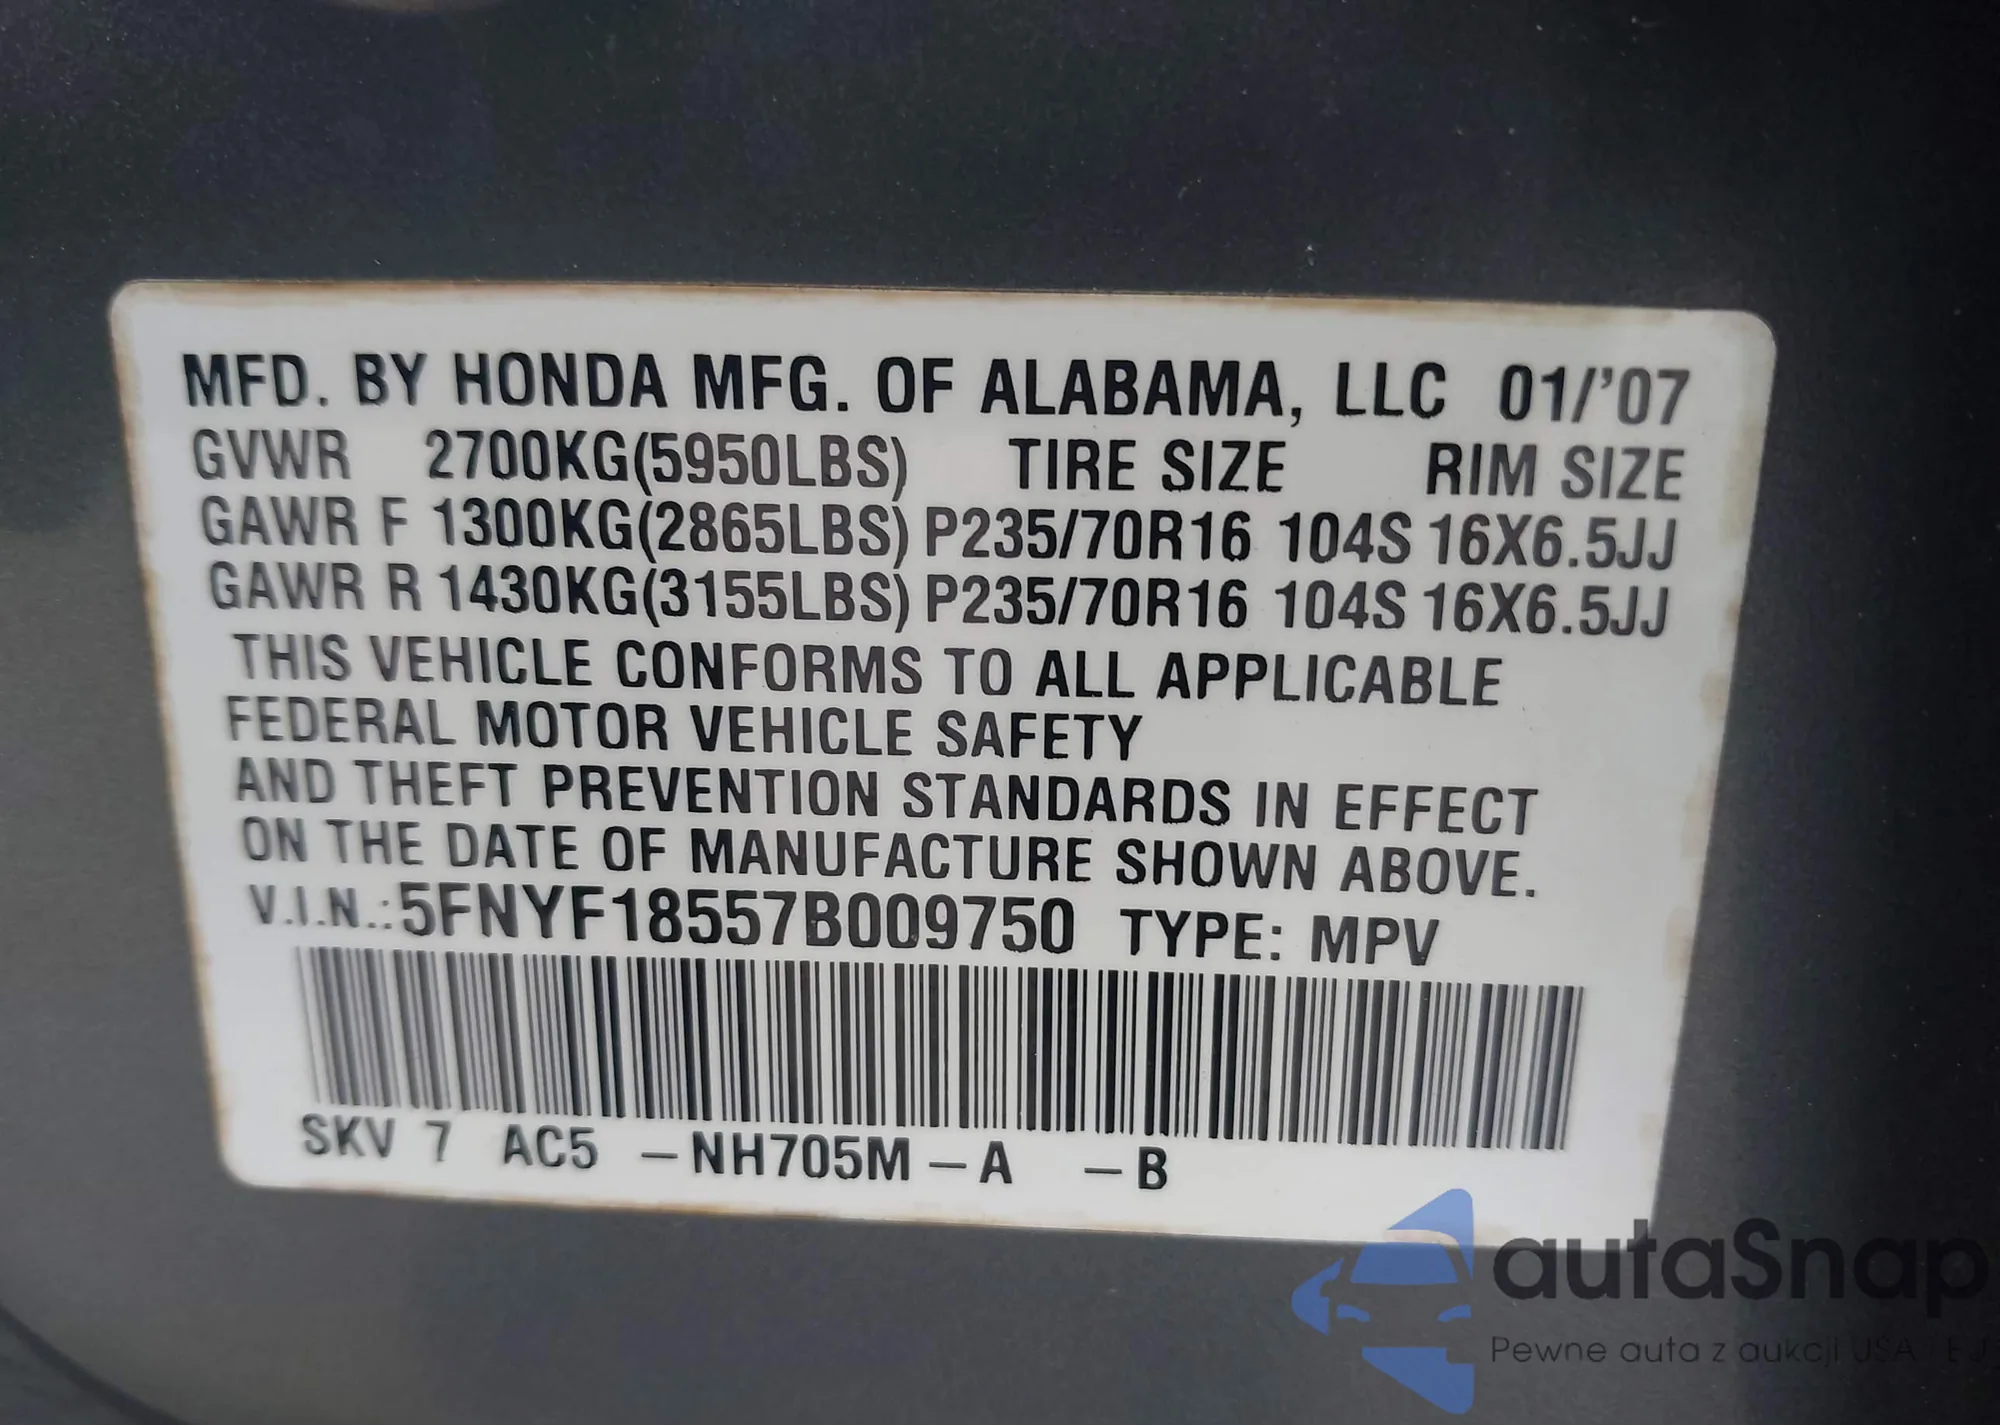 MFD. BY HONDA MFG. OF ALABAMA, LLC 01/'07
GVWR 2700KG(5950LBS) TIRE SIZE RIM SIZE
GAWR F 1300KG(2865LBS) P235/70R16 104S 16X6.5JJ
GAWR R 1430KG(3155LBS) P235/70R16 104S 16X6.5JJ
THIS VEHICLE CONFORMS TO ALL APPLICABLE
FEDERAL MOTOR VEHICLE SAFETY
AND THEFT PREVENTION STANDARDS IN EFFECT
ON THE DATE OF MANUFACTURE SHOWN ABOVE.
V.I.N.: 5FNYF18557B009750 TYPE: MPV
SKV 7 AC5 –NH705M–A –B
autaSnap
Pewne auta z aukcji USA